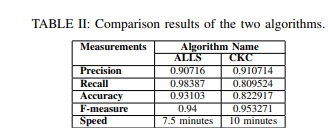 TABLE II: Comparison results of the two algorithms.
Measurements Algorithm Name
ALLS CKC
Precision 0.90716 0.910714
Recall 0.98387 0.809524
Accuracy 0.93103 0.822917
F-measure 0.94 0.953271
Speed 7.5 minutes 10 minutes